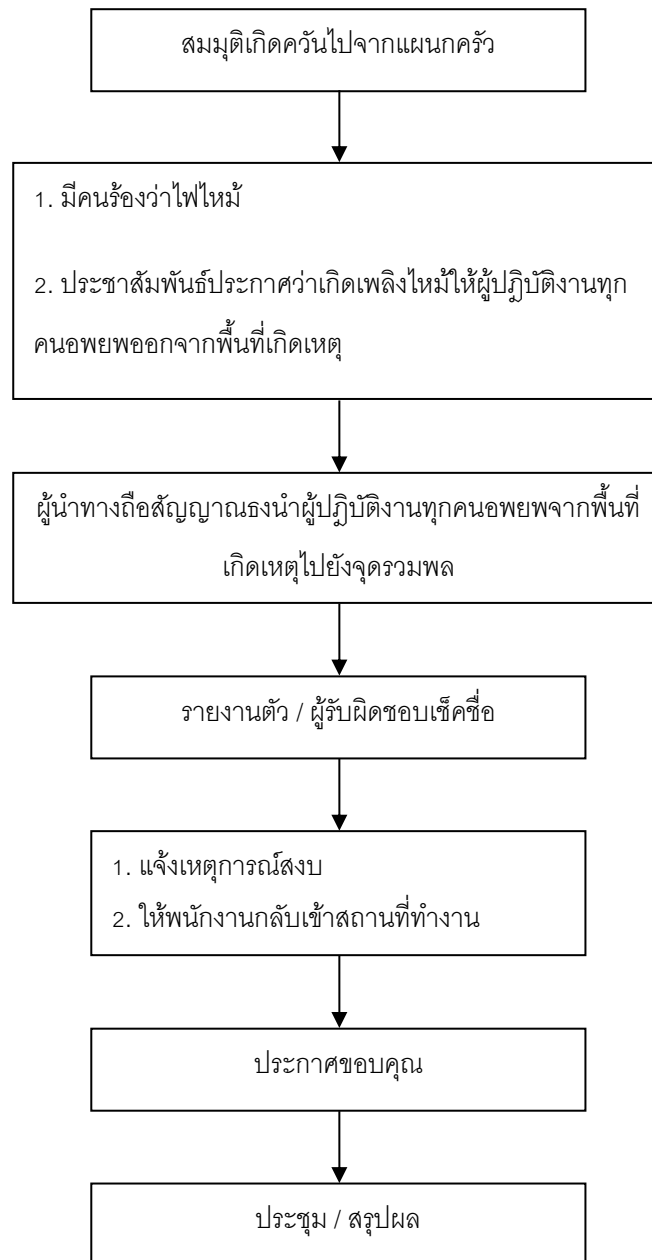 สมมุติเกิดควันไปจากแผนกครัว
1. มีคนร้องว่าไฟไหม้
2. ประชาสัมพันธ์ประกาศว่าเกิดเพลิงไหม้ให้ผู้ปฎิบัติงานทุก
คนอพยพออกจากพื้นที่เกิดเหตุ
ผู้นำทางถือสัญญาณธงนำผู้ปฎิบัติงานทุกคนอพยพจากพื้นที่
เกิดเหตุไปยังจุดรวมพล
รายงานตัว / ผู้รับผิดชอบเช็คชื่อ
1. แจ้งเหตุการณ์สงบ
2. ให้พนักงานกลับเข้าสถานที่ทำงาน
ประกาศขอบคุณ
ประชุม / สรุปผล